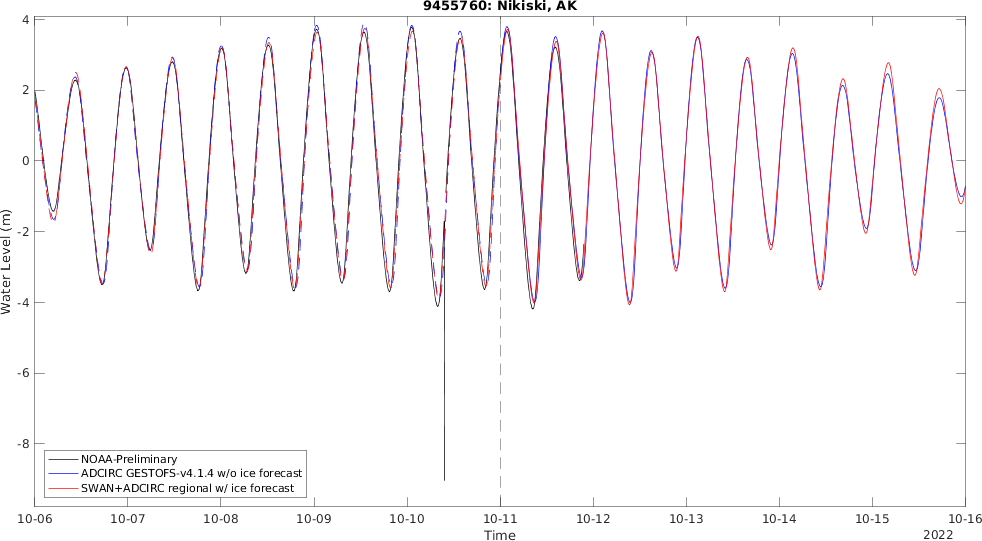 9455760: Nikiski, AK
Water Level (m)
4
2
0
-2
-4
-6
-8
NOAA-Preliminary
ADCIRC GESTOFS-v4.1.4 w/o ice forecast
SWAN+ADCIRC regional w/ ice forecast
10-06 10-07 10-08 10-09 10-10 10-11 10-12 10-13 10-14 10-15 10-16
Time
2022